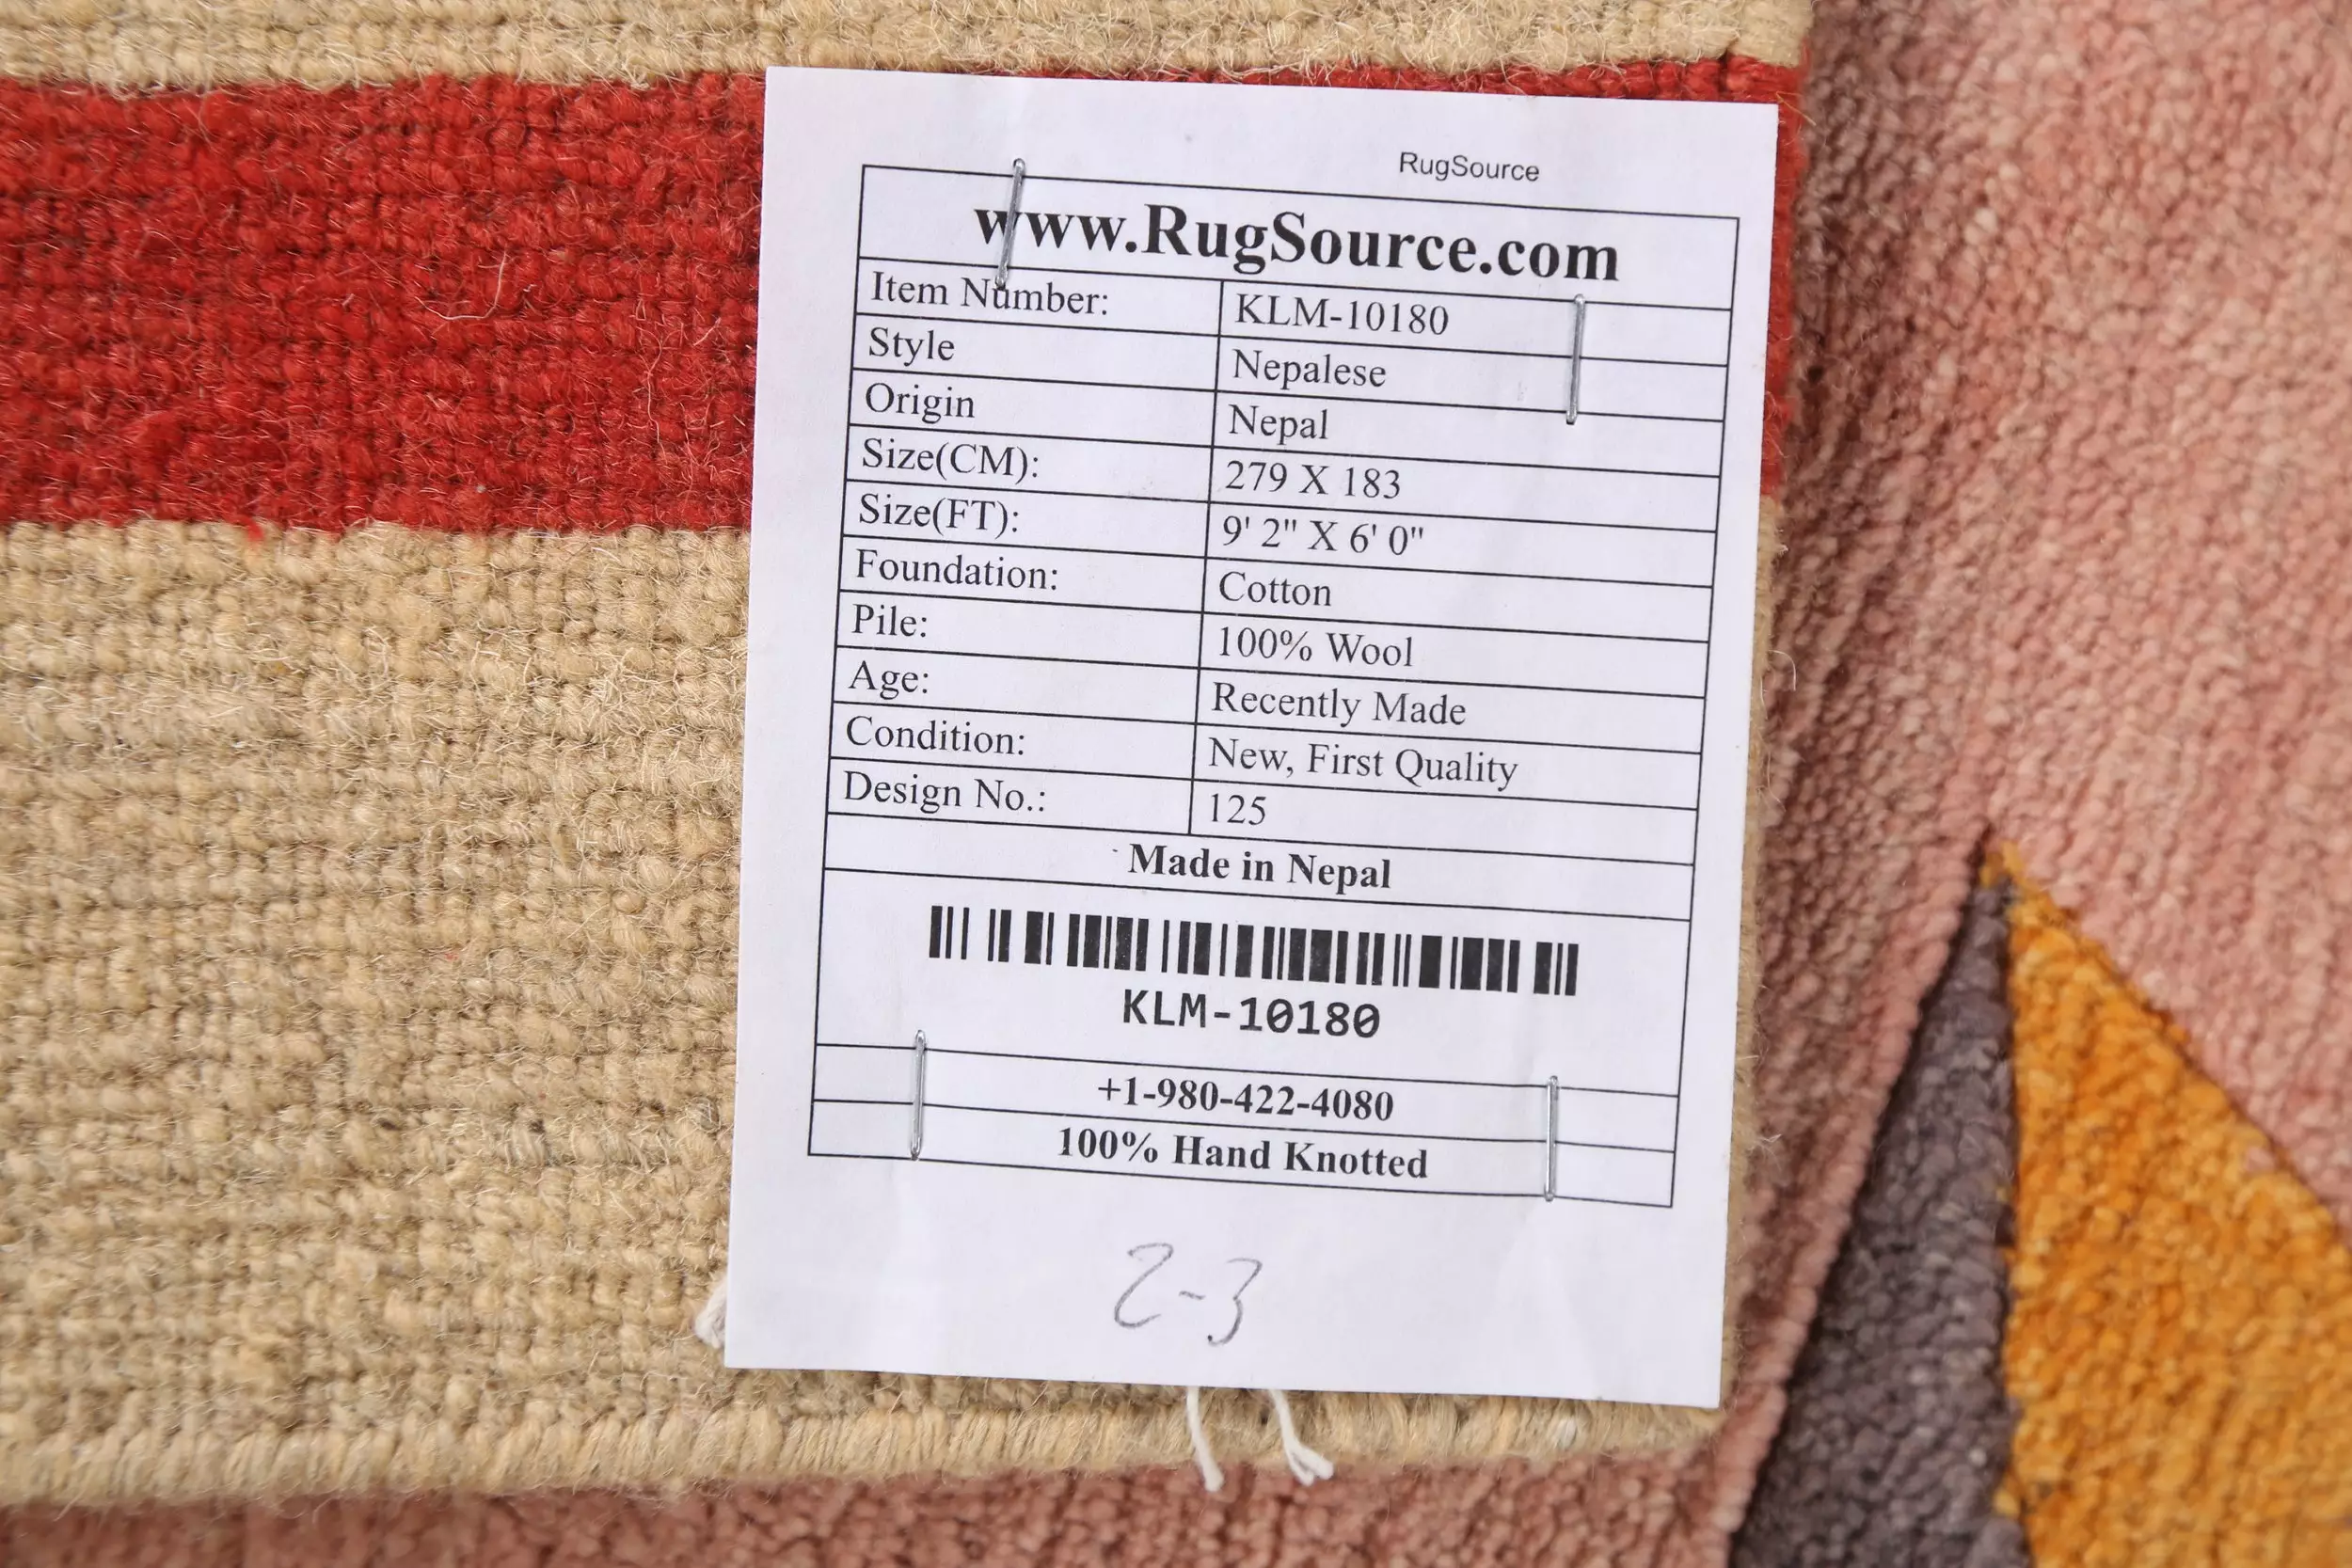 RugSource
www.RugSource.com
Item Number: KLM-10180
Style Nepalese
Origin Nepal
Size(CM): 279 X 183
Size(FT): 9' 2" X 6' 0"
Foundation: Cotton
Pile: 100% Wool
Age: Recently Made
Condition: New, First Quality
Design No.: 125
Made in Nepal
KLM-10180
+1-980-422-4080
100% Hand Knotted
2-3